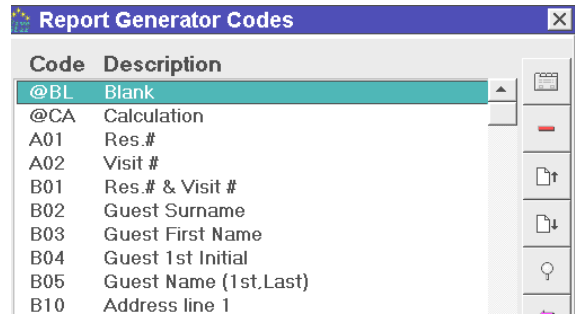 Report Generator Codes
Code Description
@BL Blank
@CA Calculation
A01 Res.#
A02 Visit #
B01 Res.# & Visit #
B02 Guest Surname
B03 Guest First Name
B04 Guest 1st Initial
B05 Guest Name (1st,Last)
B10 Address line 1